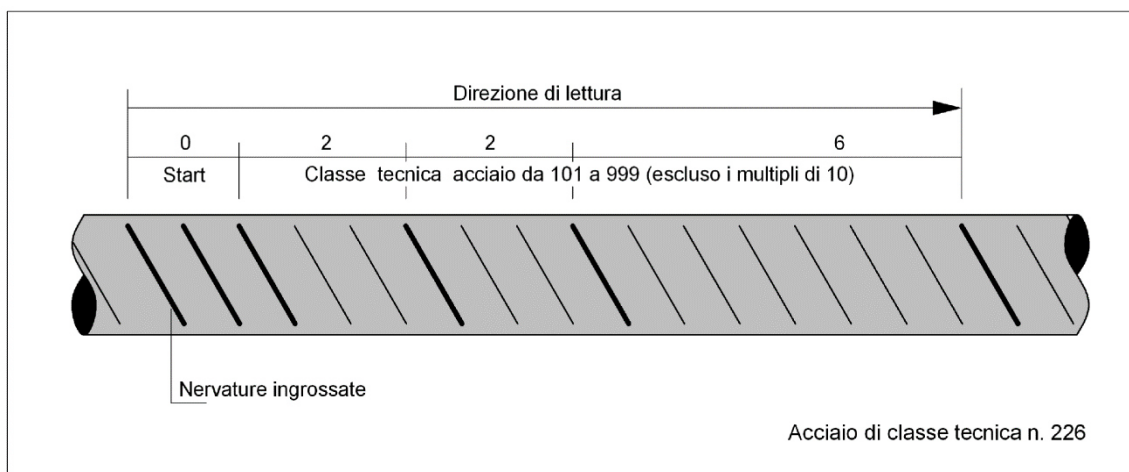 Direzione di lettura
0 2 2 6
Start Classe tecnica acciaio da 101 a 999 (escluso i multipli di 10)
Nervature ingrossate
Acciaio di classe tecnica n. 226